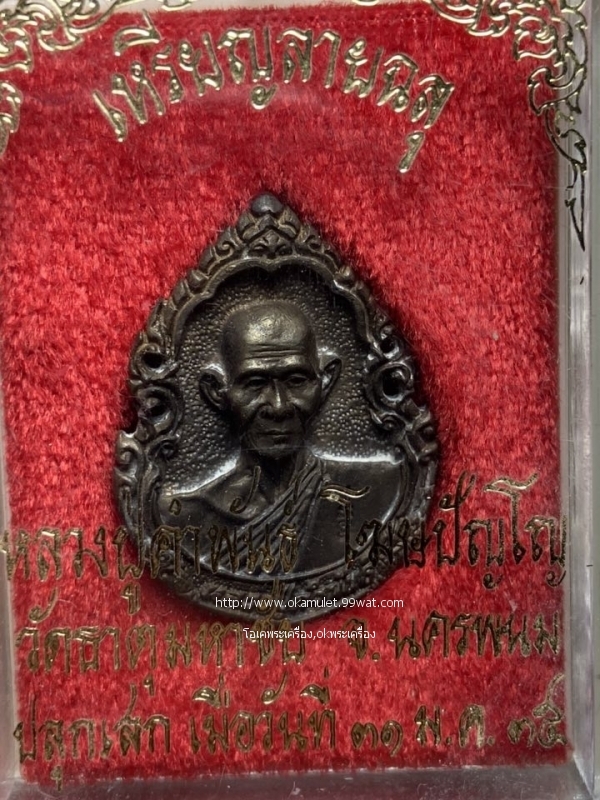 เหรียญสายฉลุ
หลวงปู่คำพันธ์ โฆษปัญโญ
http://www.okamulet.99wat.com
วัดธาตุมหาชัย จ.นครพนม
โอเคพระเครื่อง,okพระเครื่อง
ปลุกเสก เมื่อวันที่ ๓๑ ม.ค. ๓๕